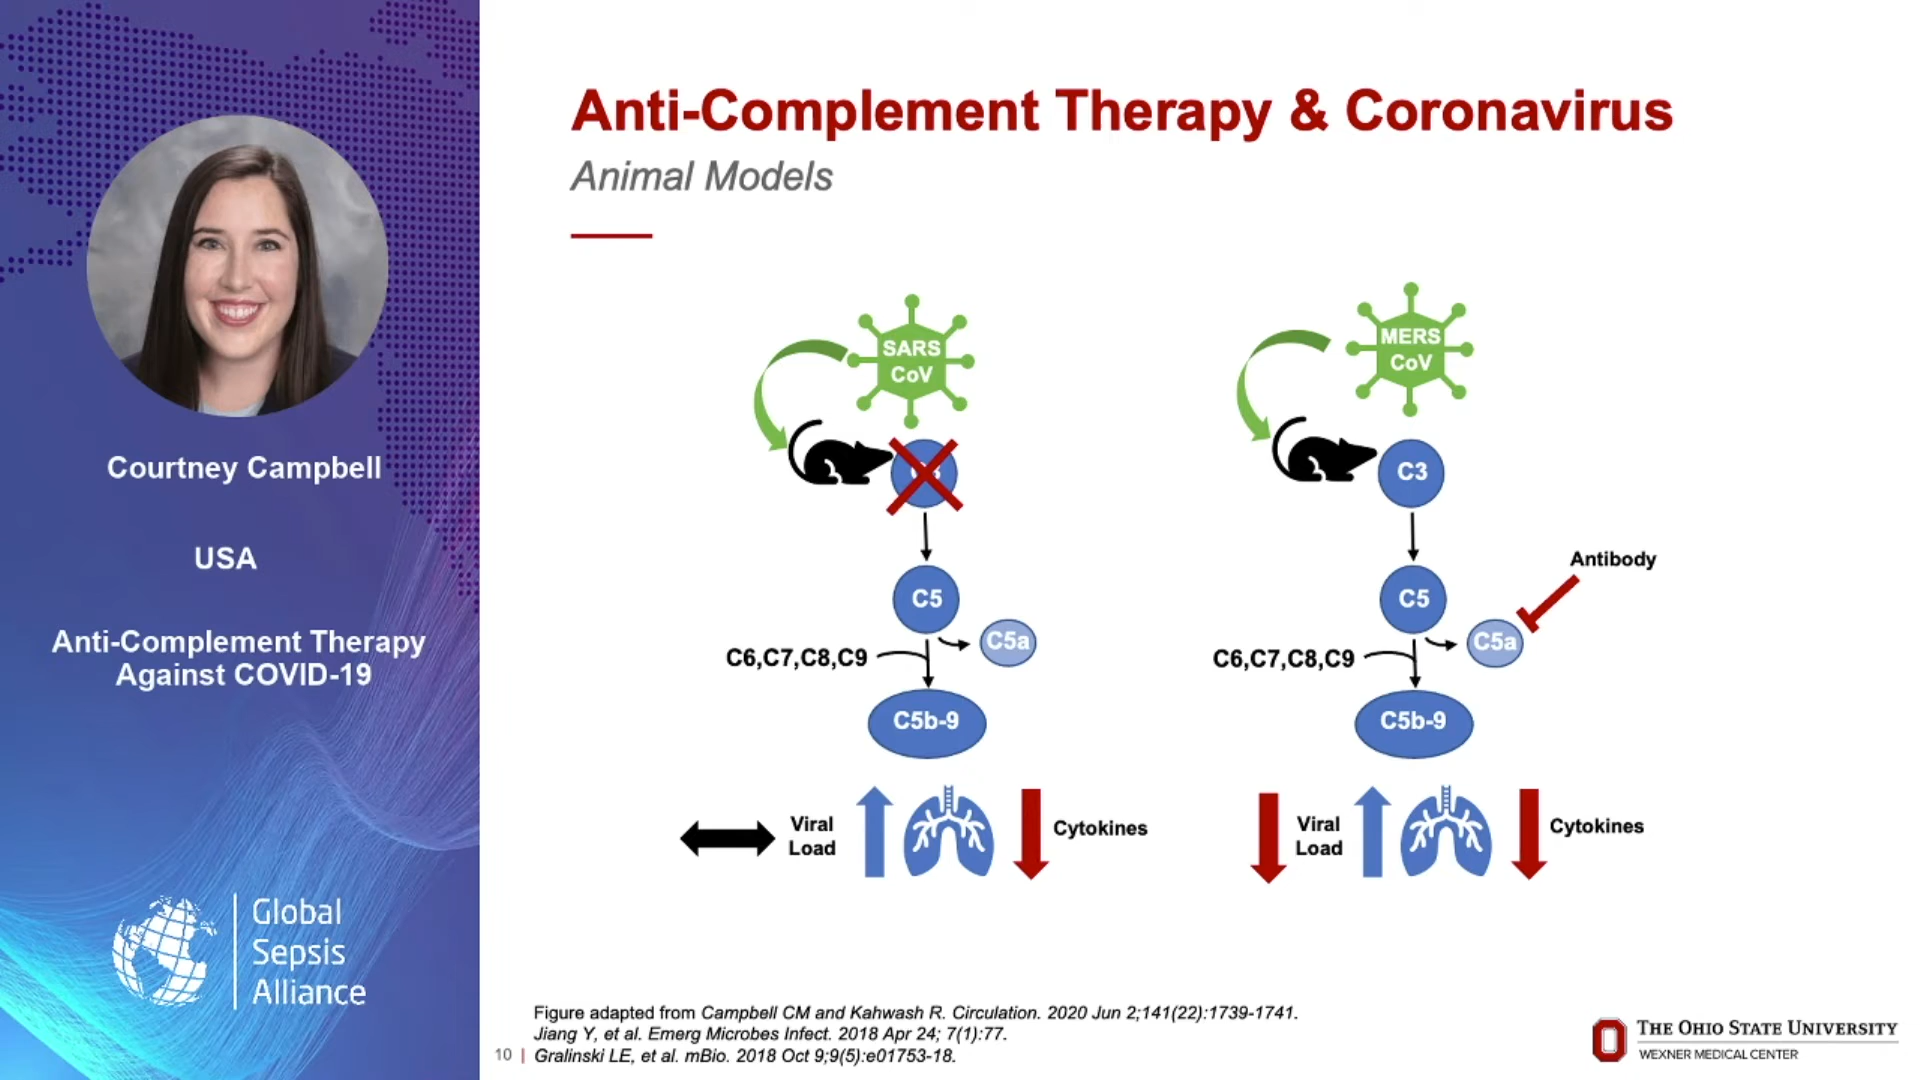 Courtney Campbell
USA
Anti-Complement Therapy
Against COVID-19
Global
Sepsis
Alliance
Anti-Complement Therapy & Coronavirus
Animal Models
SARS
CoV
C5
C5a
C6,C7,C8,C9
C5b-9
Viral
Load
Cytokines
MERS
CoV
C3
Antibody
C5
C5a
C6,C7,C8,C9
C5b-9
Viral
Load
Cytokines
Figure adapted from Campbell CM and Kahwash R. Circulation. 2020 Jun 2;141(22):1739-1741.
Jiang Y, et al. Emerg Microbes Infect. 2018 Apr 24; 7(1):77.
10 | Gralinski LE, et al. mBio. 2018 Oct 9;9(5):e01753-18.
THE OHIO STATE UNIVERSITY
WEXNER MEDICAL CENTER